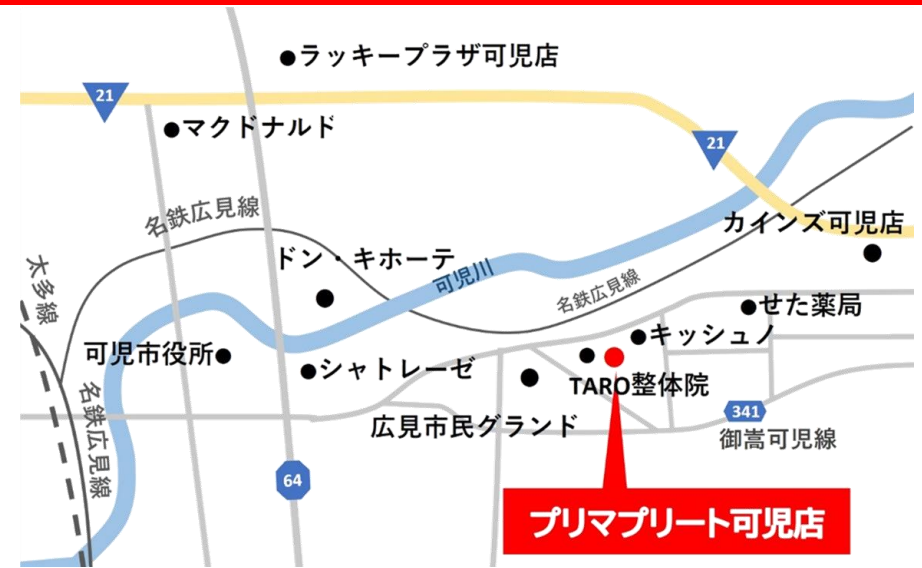 ラッキープラザ可児店
21
マクドナルド
21
名鉄広見線
カインズ可児店
ドン・キホーテ
太多線
可児川
名鉄広見線
せた薬局
キッシュノ
可児市役所
シャトレーゼ
TARO整体院
名鉄広見線
341
広見市民グランド
御嵩可児線
64
プリマプリート可児店